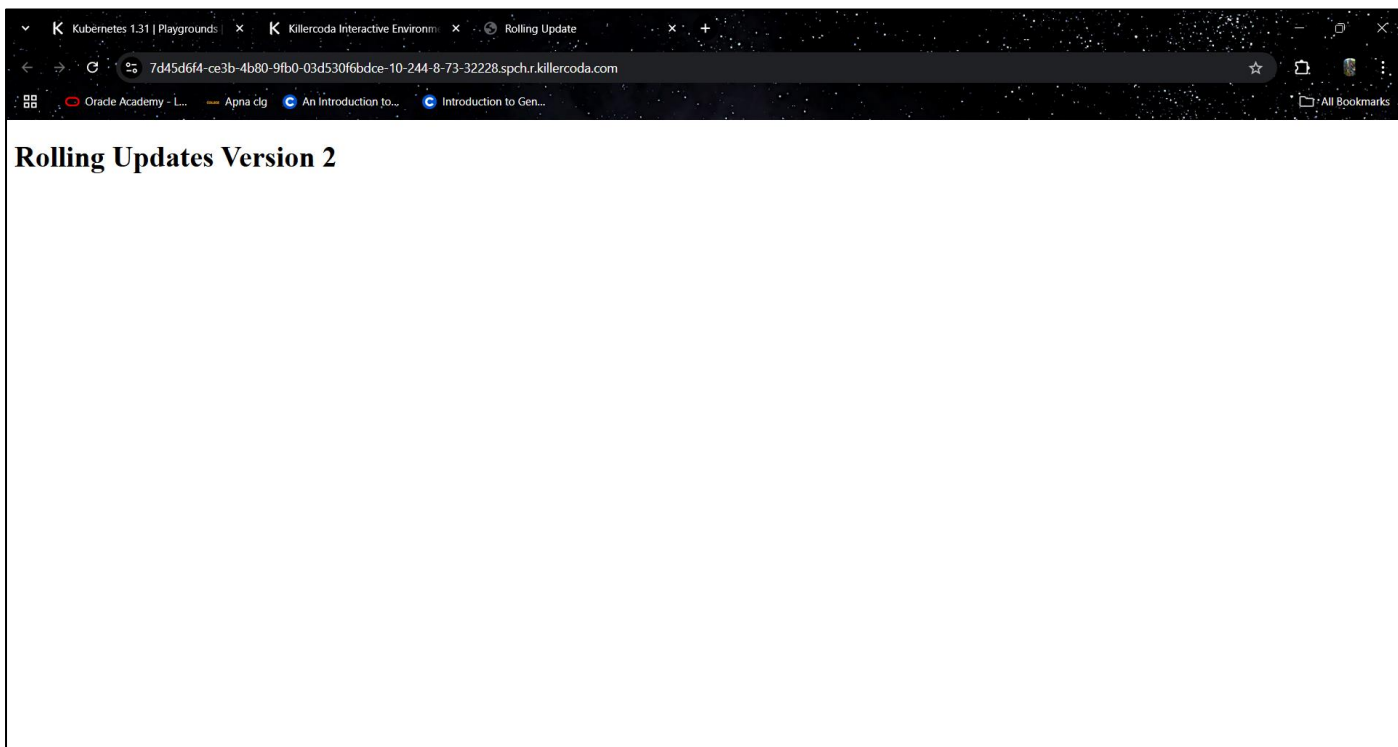 Kubernetes 1.31 | Playgrounds |
Killercoda Interactive Environm
Rolling Update
7d45d6f4-ce3b-4b80-9fb0-03d530f6bdce-10-244-8-73-32228.spch.r.killercoda.com
Oracle Academy - L...
Apna clg
An Introduction to...
Introduction to Gen...
All Bookmarks
Rolling Updates Version 2